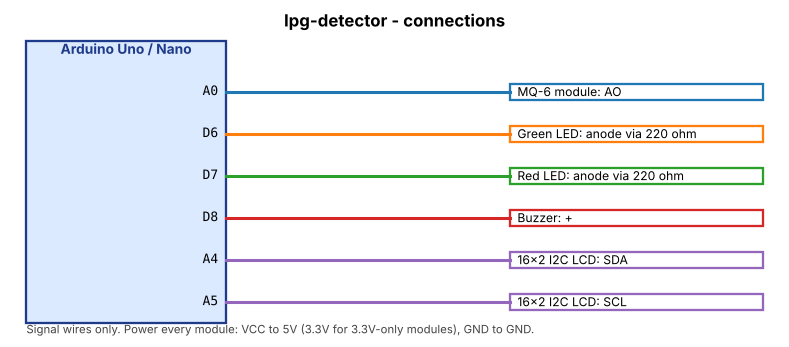 lpg-detector - connections
Arduino Uno / Nano
A0 MQ-6 module: AO
D6 Green LED: anode via 220 ohm
D7 Red LED: anode via 220 ohm
D8 Buzzer: +
A4 16×2 I2C LCD: SDA
A5 16×2 I2C LCD: SCL
Signal wires only. Power every module: VCC to 5V (3.3V for 3.3V-only modules), GND to GND.